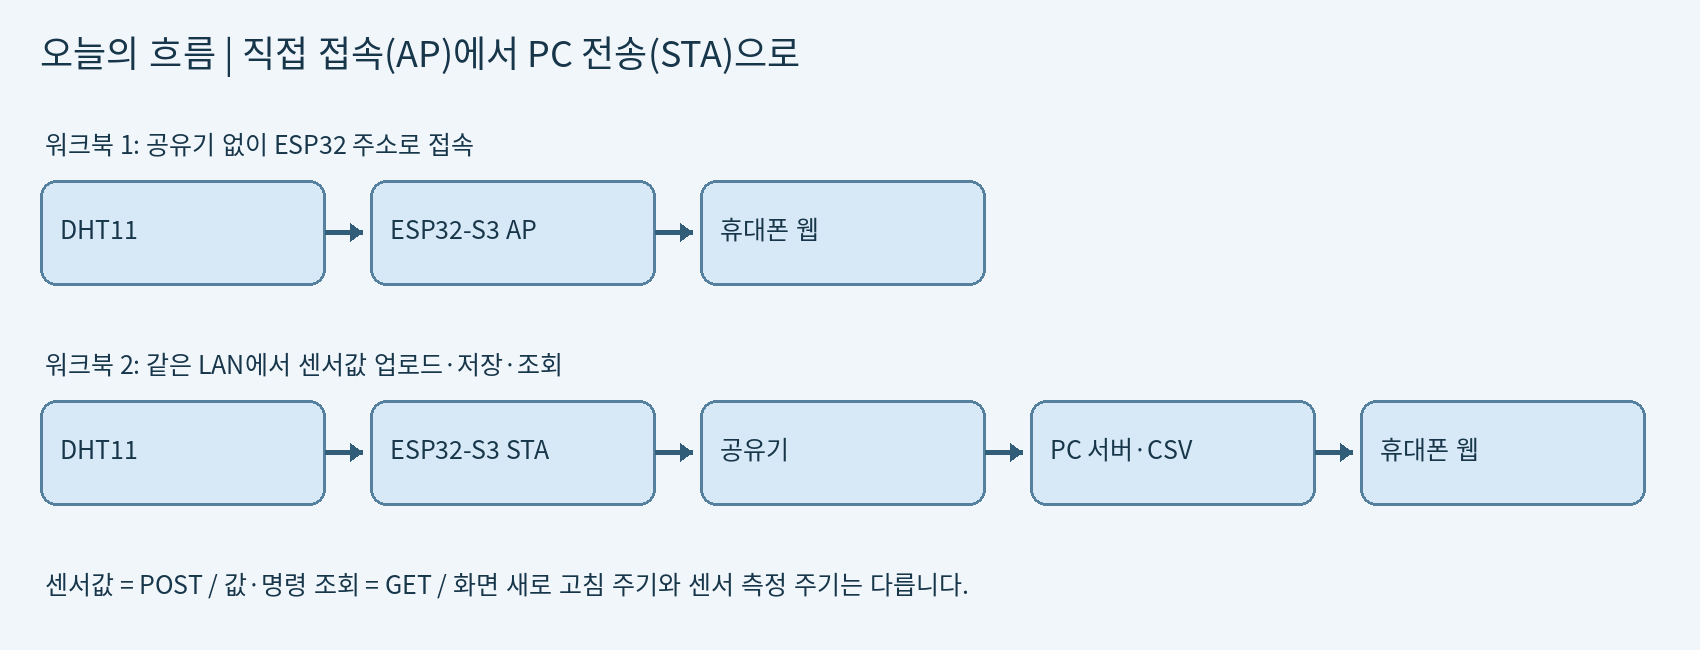 오늘의 흐름 | 직접 접속(AP)에서 PC 전송(STA)으로
워크북 1: 공유기 없이 ESP32 주소로 접속
DHT11
ESP32-S3 AP
휴대폰 웹
워크북 2: 같은 LAN에서 센서값 업로드·저장·조회
DHT11
ESP32-S3 STA
공유기
PC 서버·CSV
휴대폰 웹
센서값 = POST / 값·명령 조회 = GET / 화면 새로 고침 주기와 센서 측정 주기는 다릅니다.